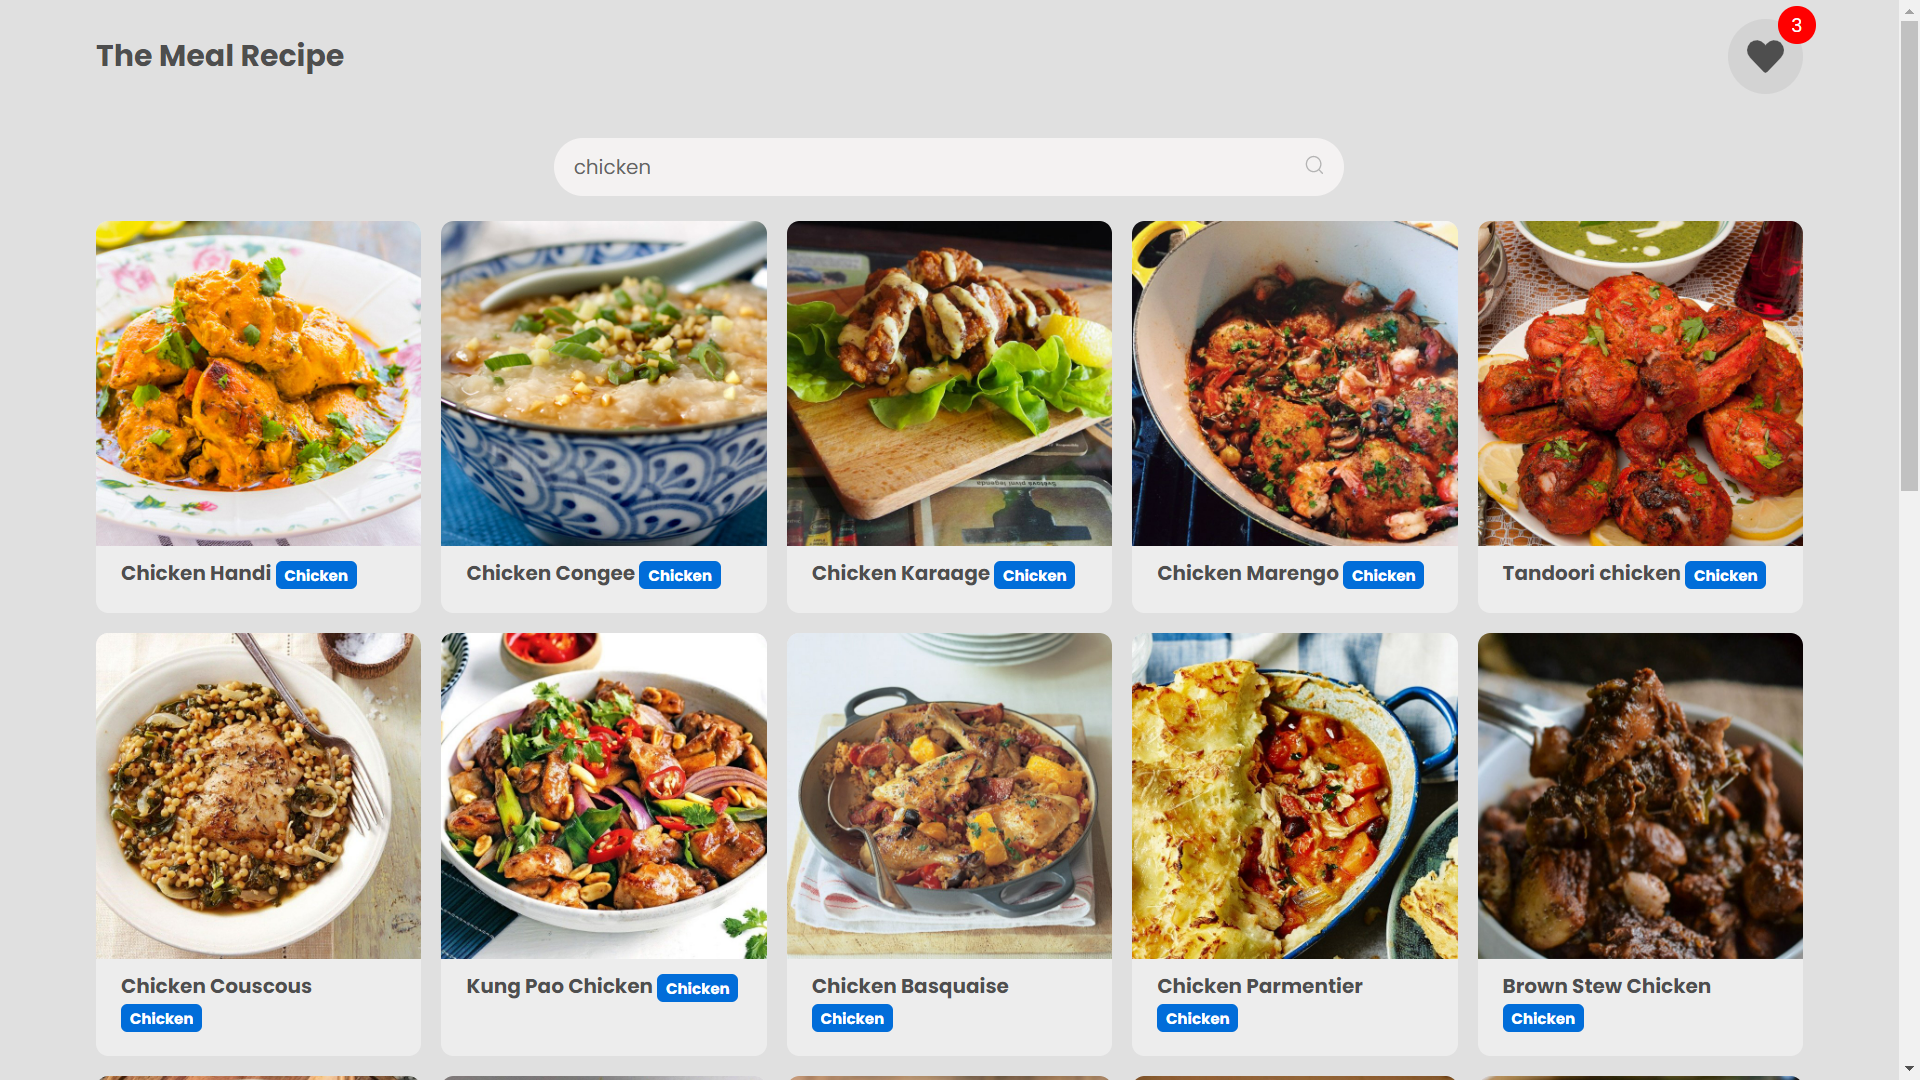 The Meal Recipe
3
chicken
Chicken Handi Chicken
Chicken Congee Chicken
Chicken Karaage Chicken
Chicken Marengo Chicken
Tandoori chicken Chicken
Chicken Couscous
Chicken
Kung Pao Chicken Chicken
Chicken Basquaise
Chicken
Chicken Parmentier
Chicken
Brown Stew Chicken
Chicken